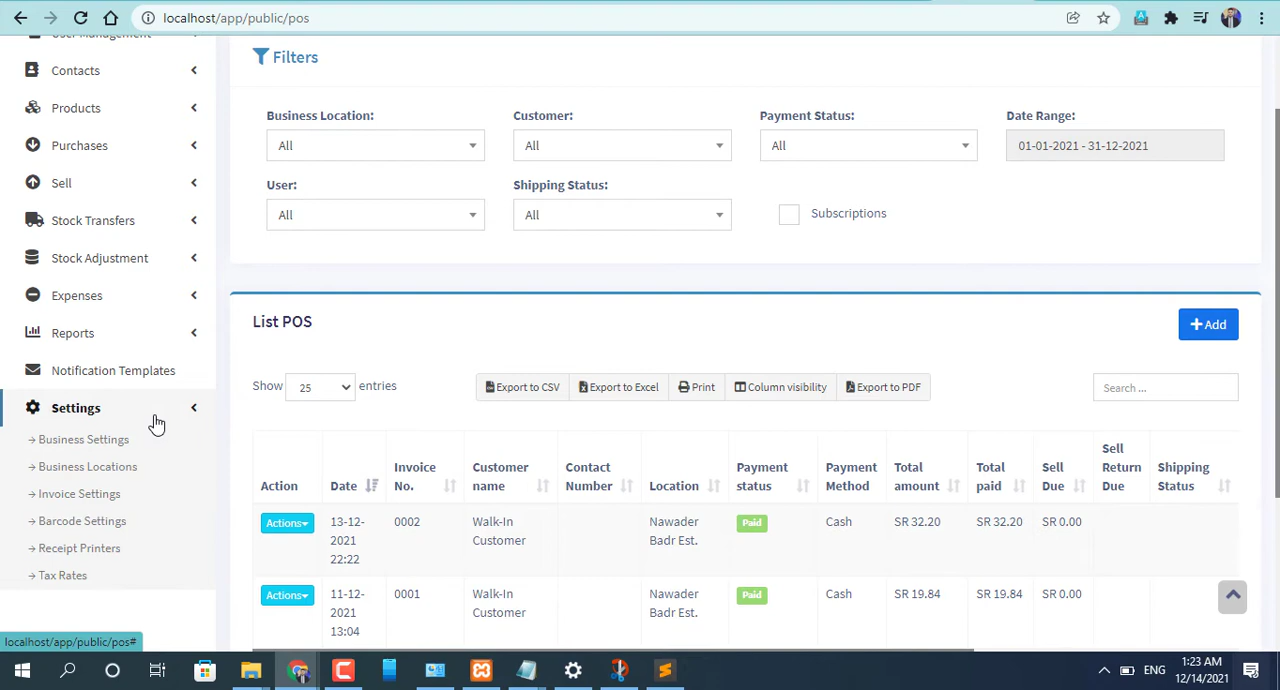 localhost/app/public/pos
User Management
Contacts
Products
Purchases
Sell
Stock Transfers
Stock Adjustment
Expenses
Reports
Notification Templates
Settings
Business Settings
Business Locations
Invoice Settings
Barcode Settings
Receipt Printers
Tax Rates
localhost/app/public/pos#
Filters
Business Location: Customer: Payment Status: Date Range:
All All All 01-01-2021 - 31-12-2021
User: Shipping Status:
All All Subscriptions
List POS
+ Add
Show 25 entries Export to CSV Export to Excel Print Column visibility Export to PDF Search ...
Sell
Invoice Customer Contact Payment Payment Total Total Sell Return Shipping
Action Date No. name Number Location status Method amount paid Due Due Status
Actions 13-12- 0002 Walk-In Nawader Paid Cash SR 32.20 SR 32.20 SR 0.00
2021 Customer Badr Est.
22:22
Actions 11-12- 0001 Walk-In Nawader Paid Cash SR 19.84 SR 19.84 SR 0.00
2021 Customer Badr Est.
13:04
ENG 1:23 AM
12/14/2021